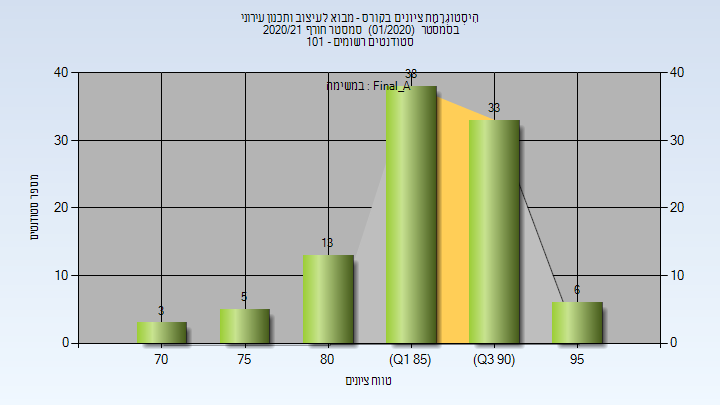 היסטוגרמת ציונים בקורס - מבוא לעיצוב ותכנון עירוני
בסמסטר (01/2020) סמסטר חורף 2020/21
סטודנטים רשומים - 101
במשימה : Final_A
40
30
20
10
0
40
30
20
10
0
3
5
13
38
33
6
70
75
80
(Q1 85)
(Q3 90)
95
מספר סטודנטים
טווח ציונים